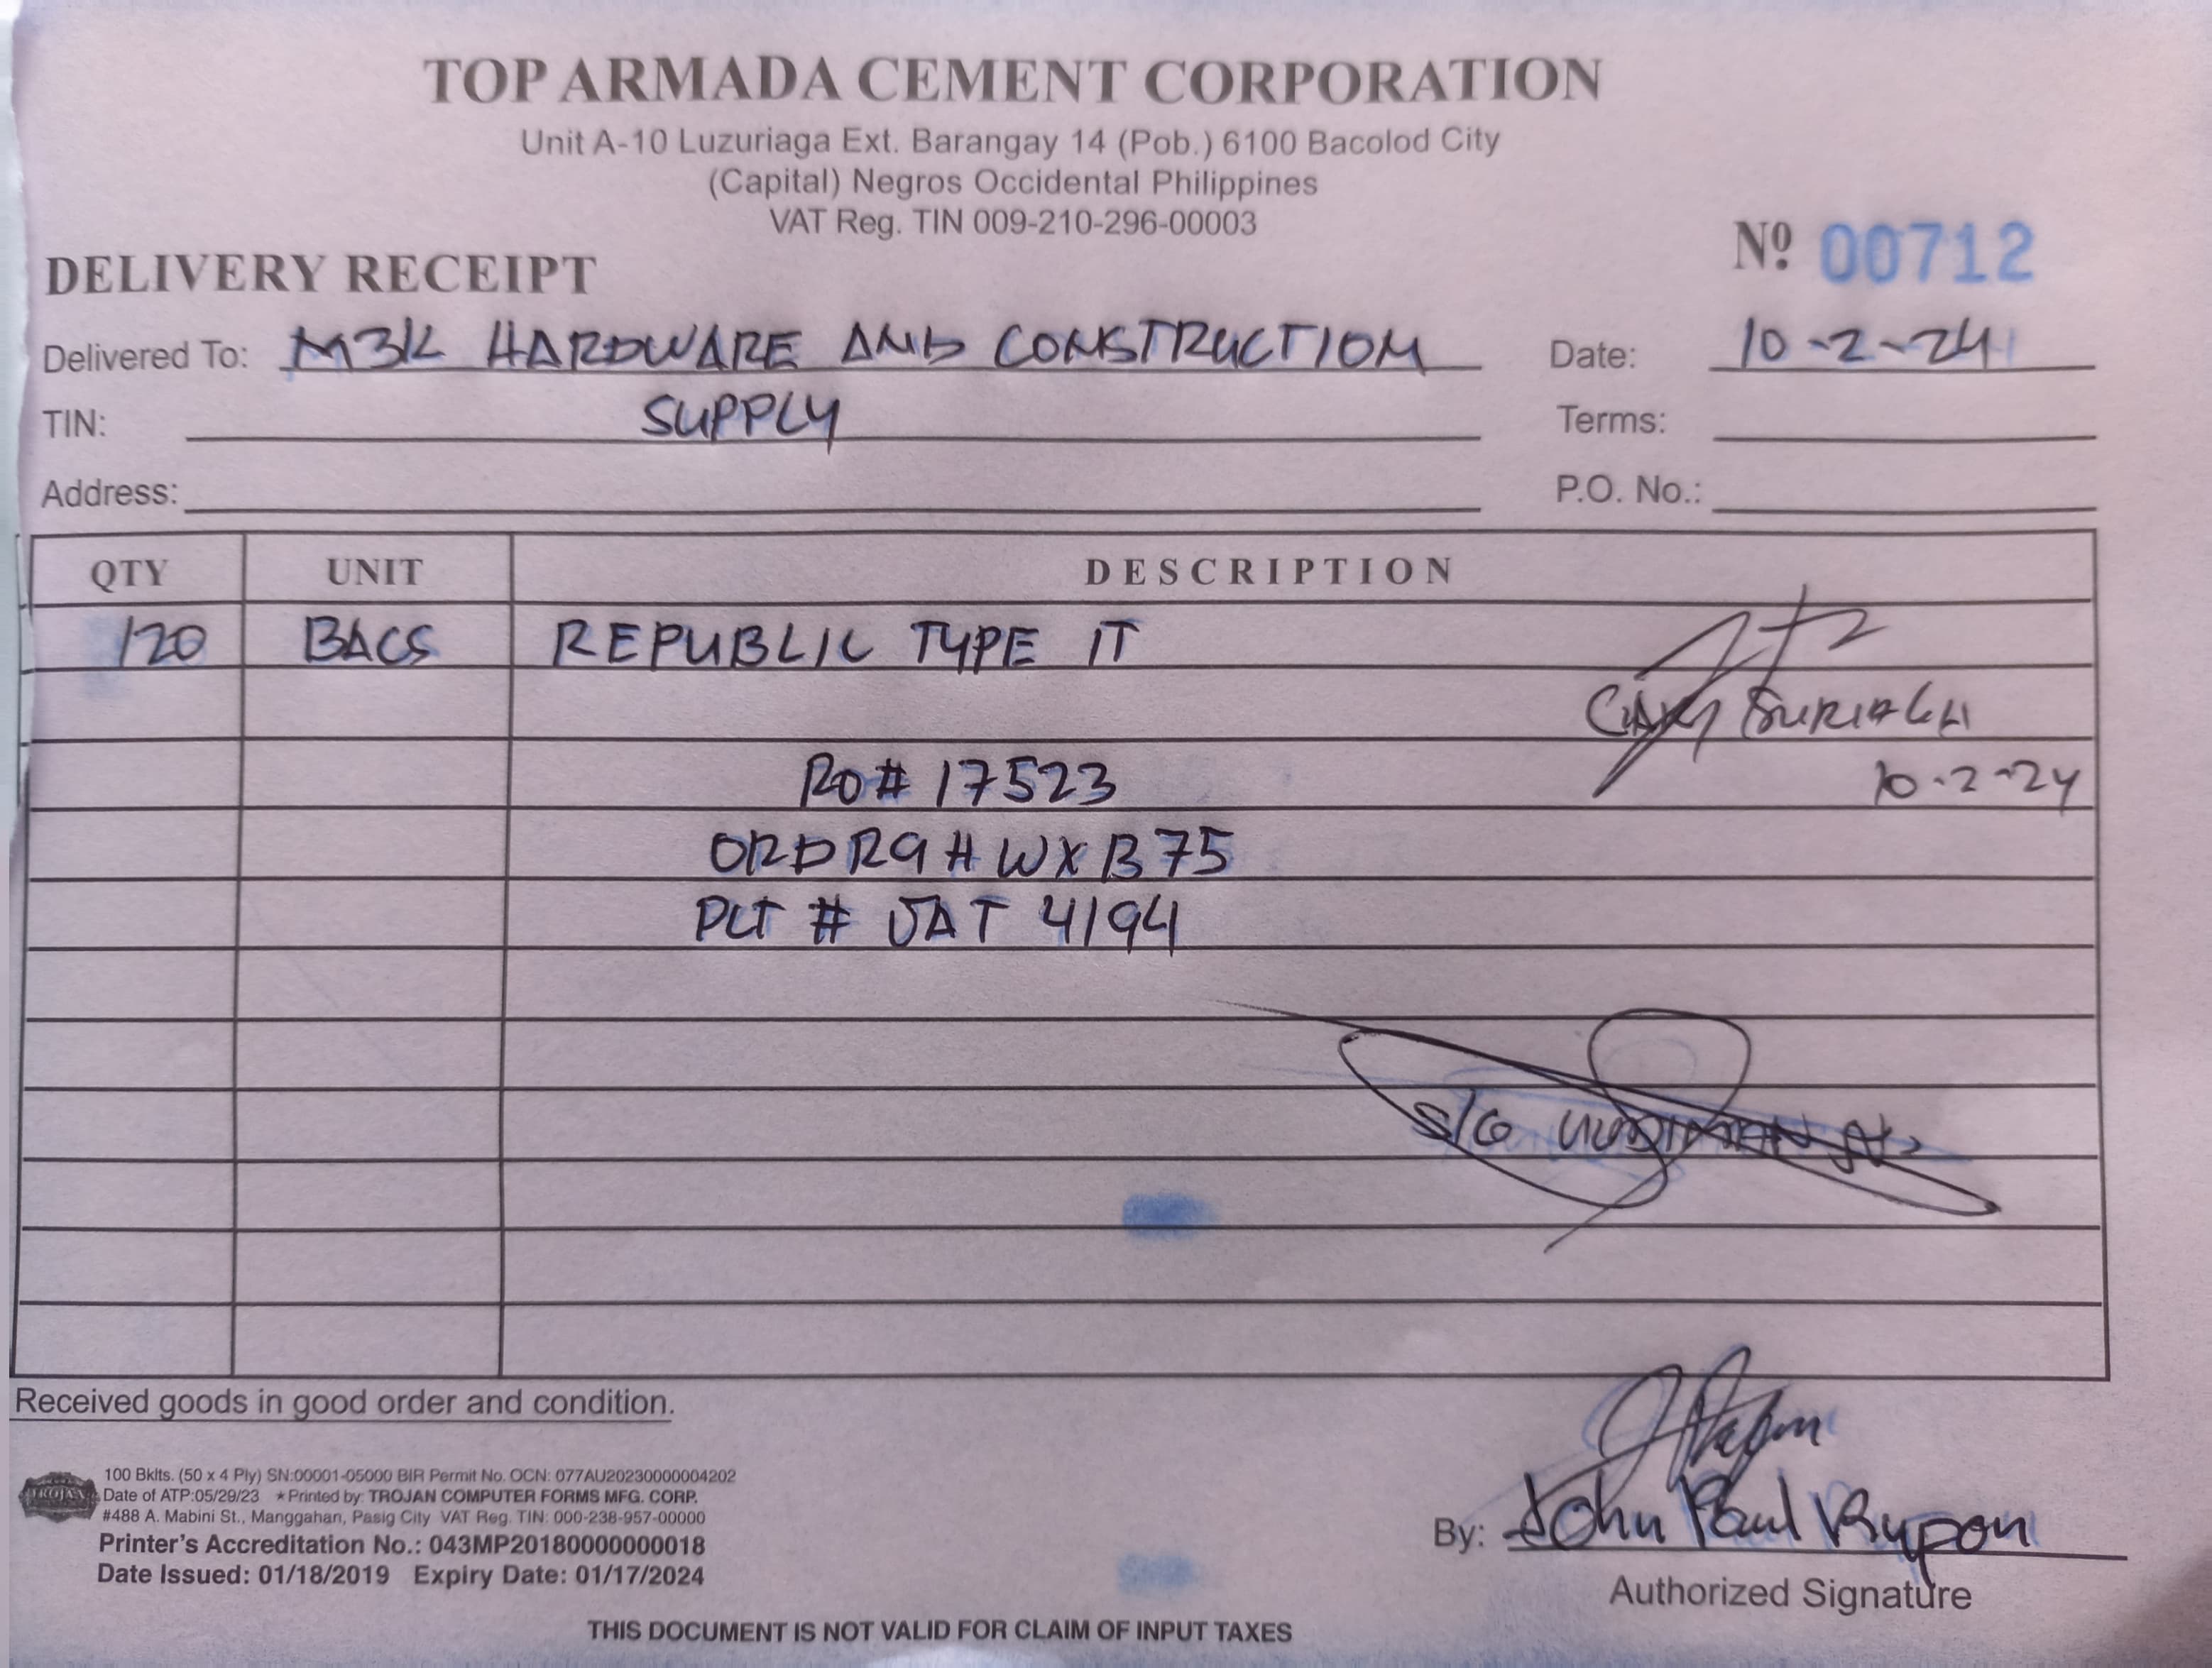 TOP ARMADA CEMENT CORPORATION
Unit A-10 Luzuriaga Ext. Barangay 14 (Pob.) 6100 Bacolod City
(Capital) Negros Occidental Philippines
VAT Reg. TIN 009-210-296-00003
Nº 00712
DELIVERY RECEIPT
Delivered To: M3K HARDWARE AND CONSTRUCTION
Date: 10-2-24
TIN: SUPPLY
Terms:
Address:
P.O. No.:
QTY UNIT DESCRIPTION
120 BAGS REPUBLIC TYPE 1T
RO# 17523
10-2-24
ORDR9# WXB75
PLT # JAT 4194
S/G
Received goods in good order and condition.
TROJAN
100 Bklts. (50 x 4 Ply) SN:00001-05000 BIR Permit No. OCN: 077AU20230000004202
Date of ATP:05/29/23 ★Printed by: TROJAN COMPUTER FORMS MFG. CORP.
#488 A. Mabini St., Manggahan, Pasig City VAT Reg. TIN: 000-238-957-00000
Printer's Accreditation No.: 043MP20180000000018
Date Issued: 01/18/2019 Expiry Date: 01/17/2024
By: John Paul
Authorized Signature
THIS DOCUMENT IS NOT VALID FOR CLAIM OF INPUT TAXES